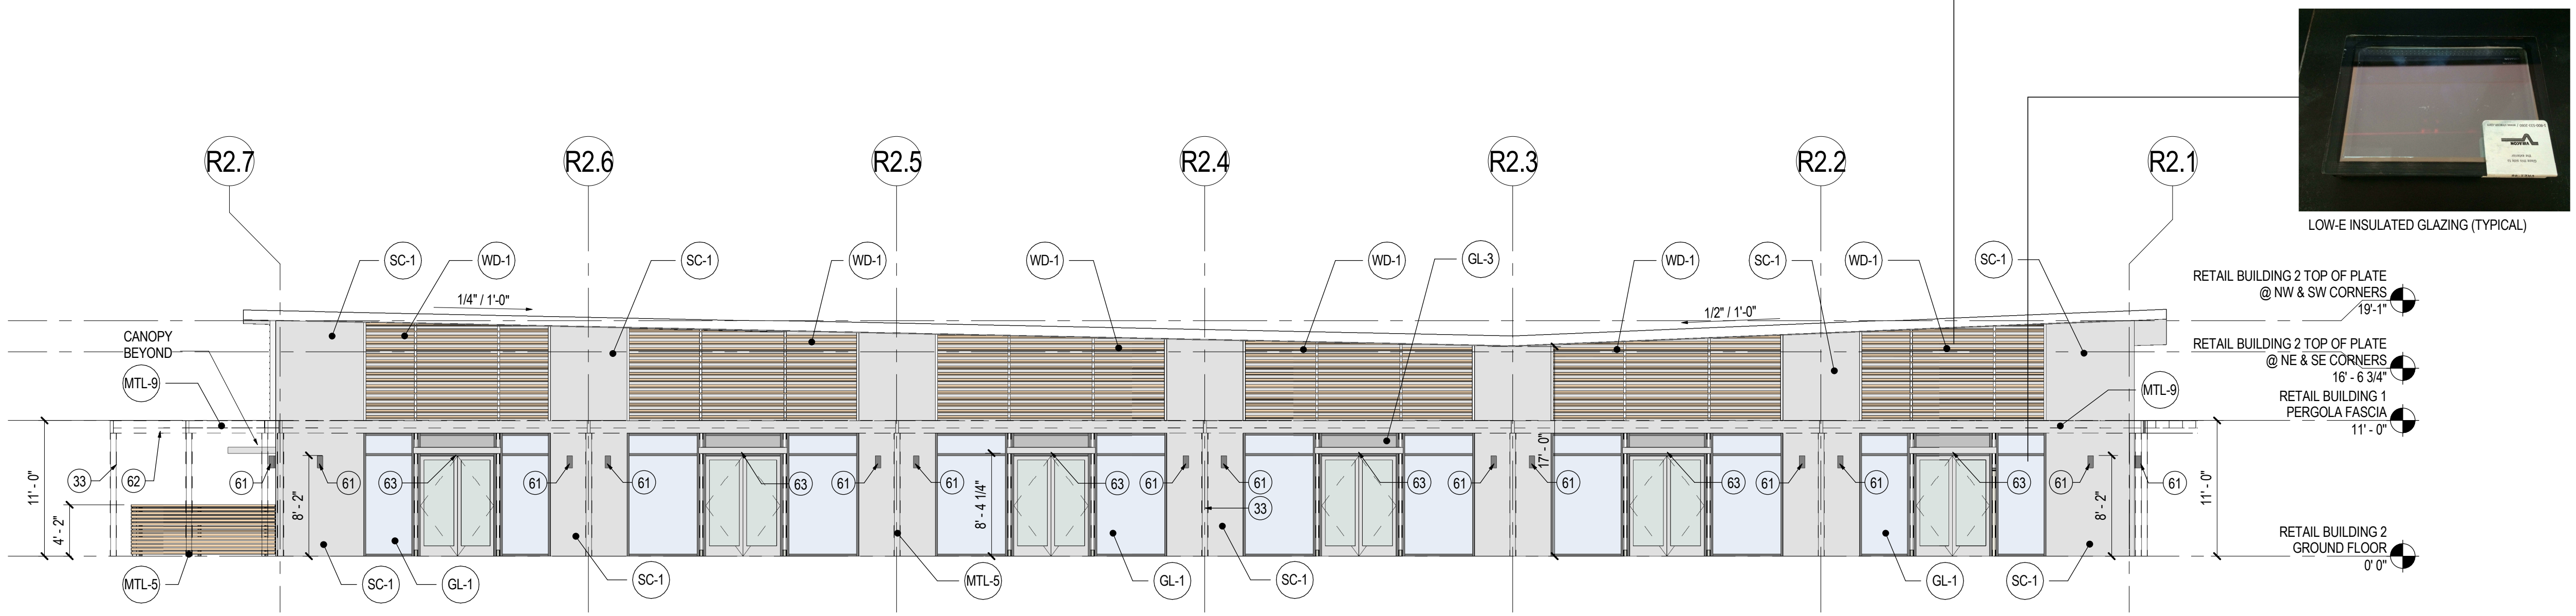 R2.7
R2.6
R2.5
R2.4
R2.3
R2.2
R2.1
VIRACON
LOW-E INSULATED GLAZING (TYPICAL)
SC-1
WD-1
SC-1
WD-1
WD-1
WD-1
GL-3
WD-1
SC-1
WD-1
SC-1
1/4" / 1'-0"
1/2" / 1'-0"
RETAIL BUILDING 2 TOP OF PLATE
@ NW & SW CORNERS
19'-1"
CANOPY
BEYOND
RETAIL BUILDING 2 TOP OF PLATE
@ NE & SE CORNERS
16' - 6 3/4"
MTL-9
MTL-9
RETAIL BUILDING 1
PERGOLA FASCIA
11' - 0"
11' - 0"
4' - 2"
33
62
61
8' - 2"
61
63
61
61
63
61
8' - 4 1/4"
61
63
61
61
33
63
61
17' - 0"
61
63
61
61
63
61
8' - 2"
61
11' - 0"
RETAIL BUILDING 2
GROUND FLOOR
0' 0"
MTL-5
SC-1
GL-1
SC-1
MTL-5
GL-1
SC-1
GL-1
SC-1